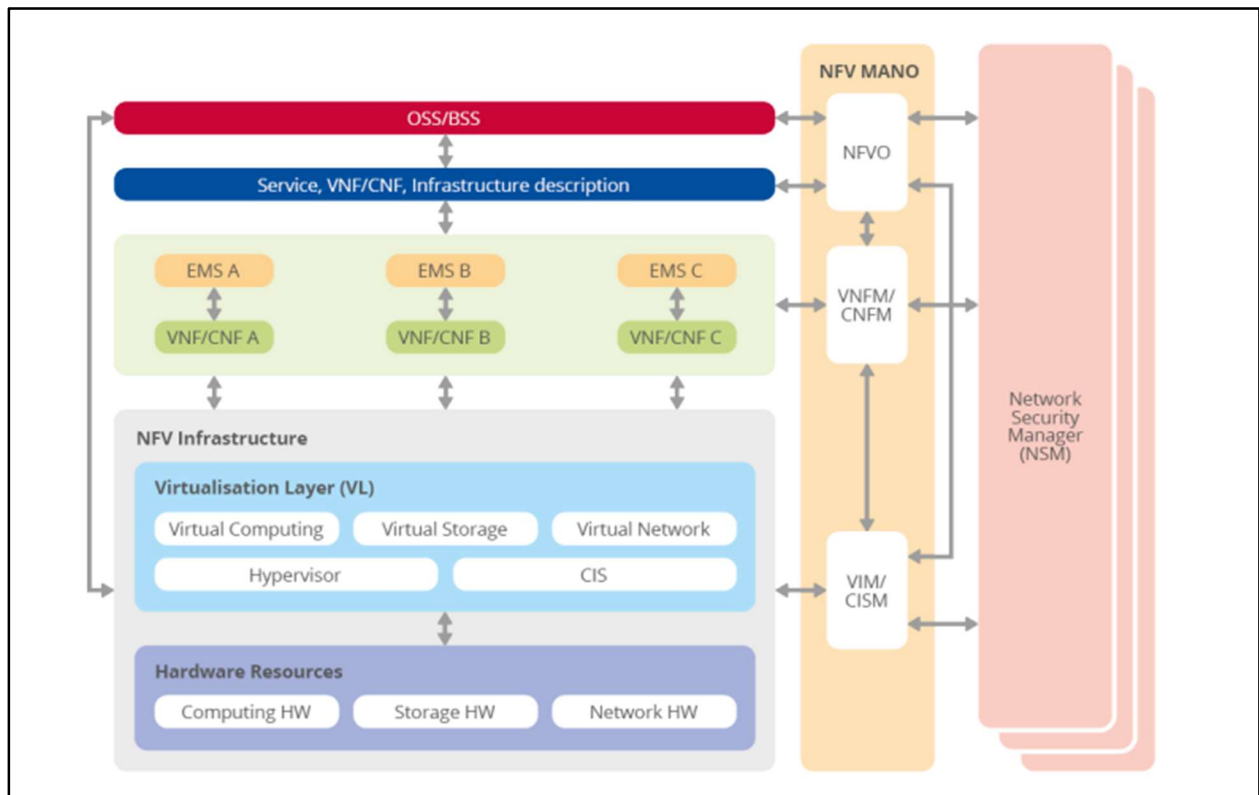 NFV MANO
OSS/BSS
NFVO
Service, VNF/CNF, Infrastructure description
EMS A
EMS B
EMS C
VNFM/
CNFM
VNF/CNF A
VNF/CNF B
VNF/CNF C
Network
Security
Manager
(NSM)
NFV Infrastructure
Virtualisation Layer (VL)
Virtual Computing
Virtual Storage
Virtual Network
Hypervisor
CIS
VIM/
CISM
Hardware Resources
Computing HW
Storage HW
Network HW